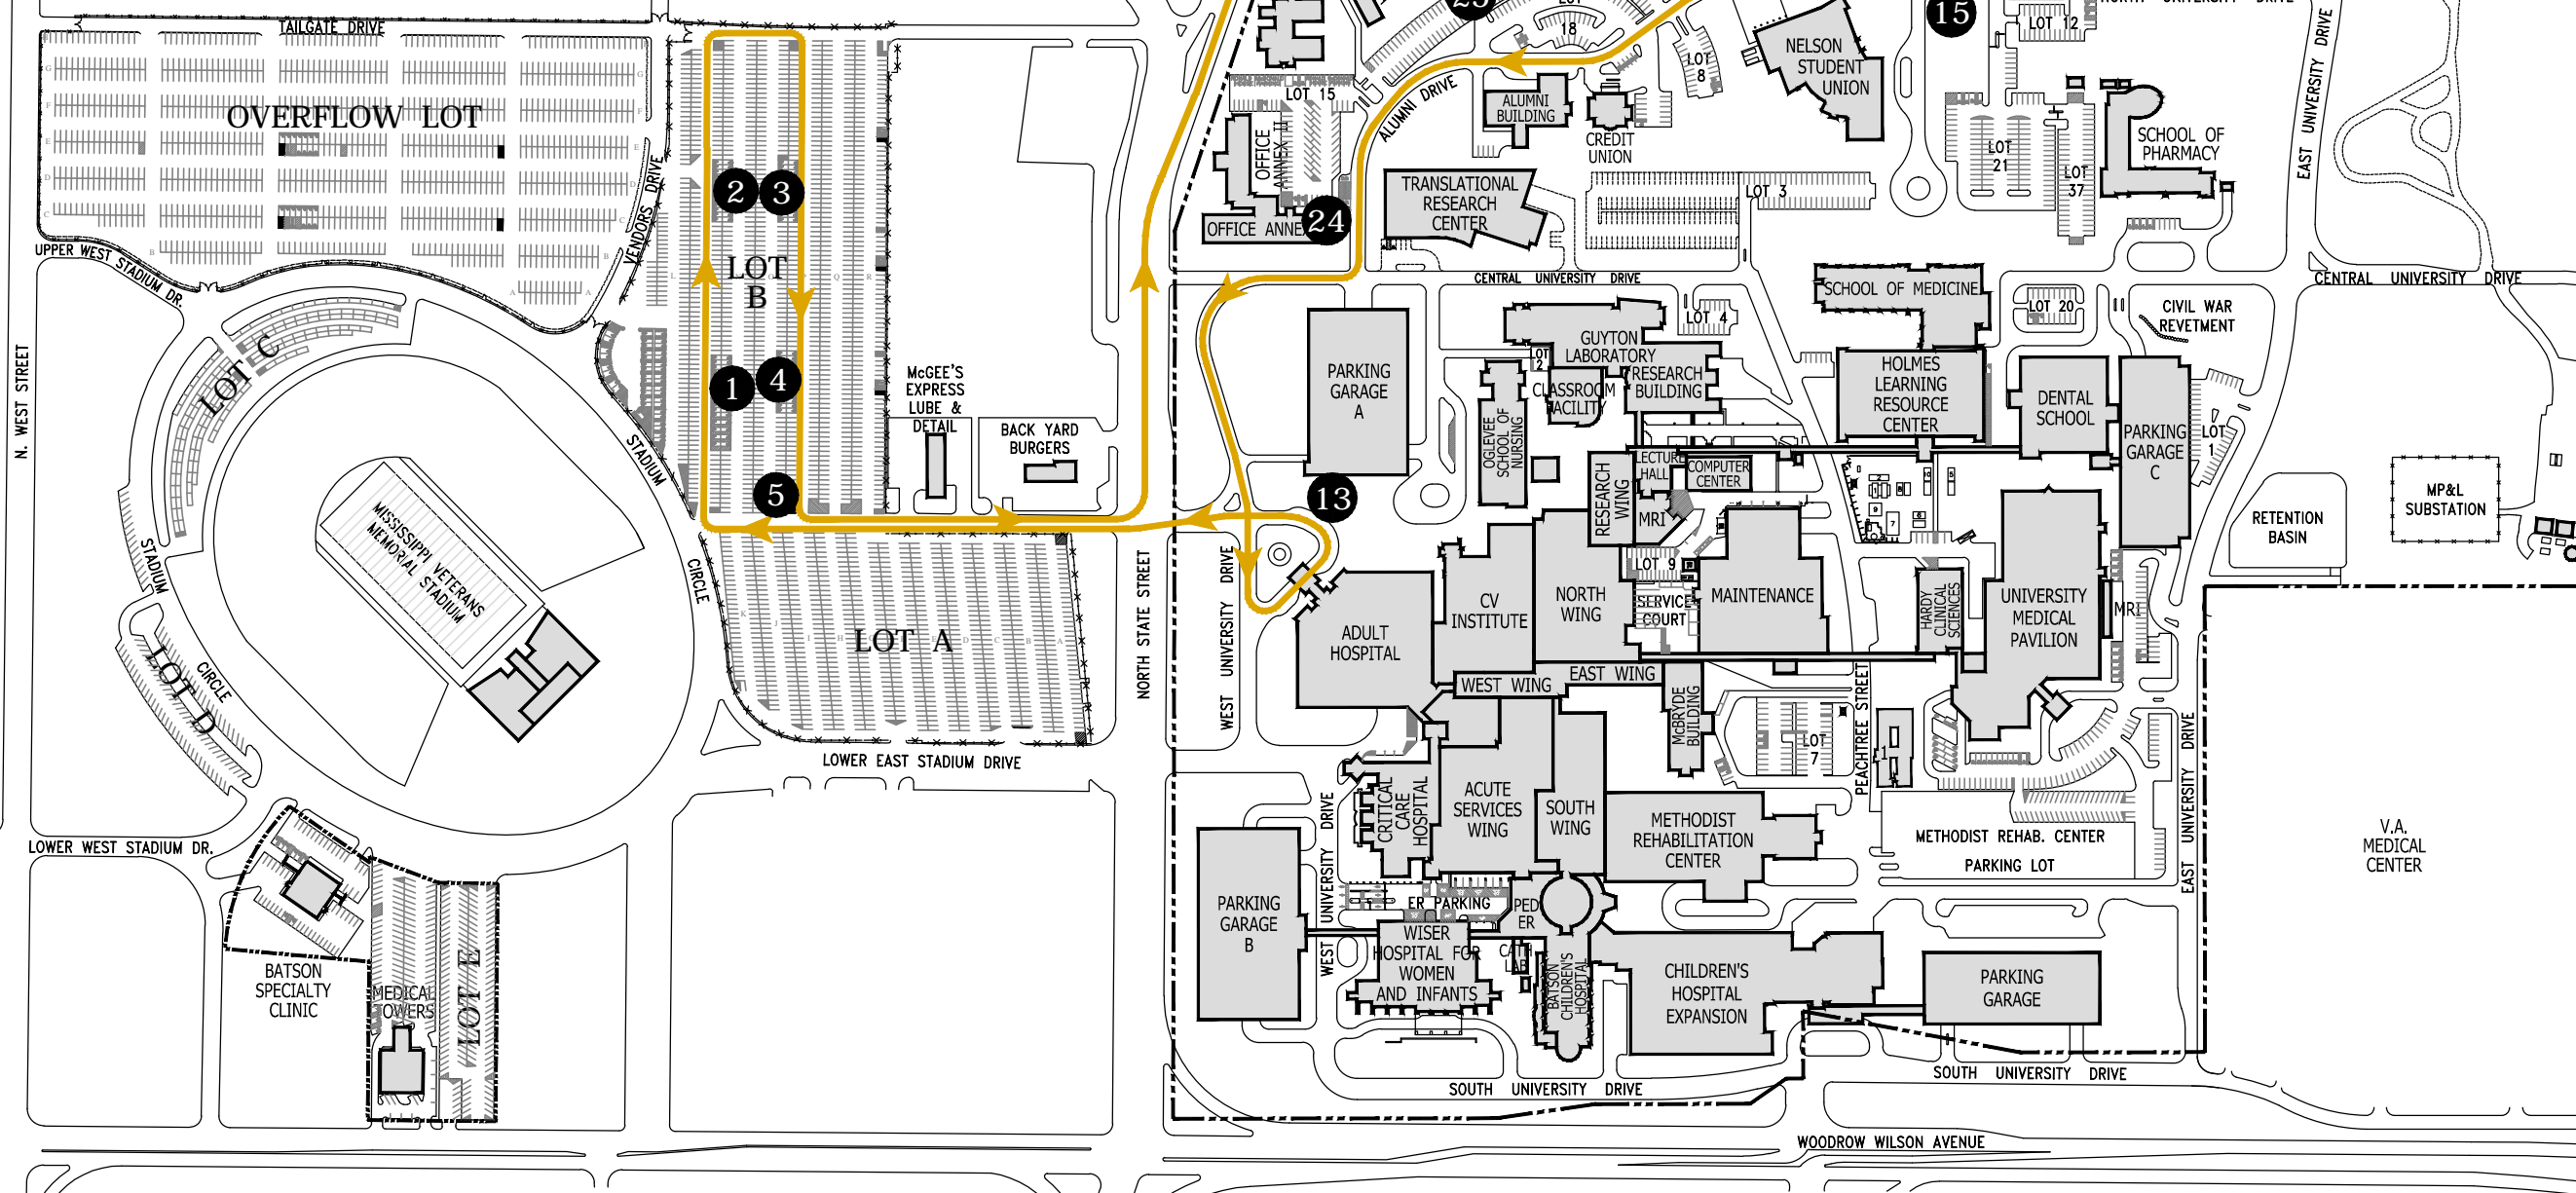 TAILGATE DRIVE
OVERFLOW LOT
UPPER WEST STADIUM DR.
VENDORS DRIVE
N. WEST STREET
LOT C
2
3
LOT
B
1
4
5
McGEE'S
EXPRESS
LUBE &
DETAIL
BACK YARD
BURGERS
STADIUM
CIRCLE
MISSISSIPPI VETERANS
MEMORIAL STADIUM
STADIUM
CIRCLE
LOT D
LOT A
LOWER EAST STADIUM DRIVE
LOWER WEST STADIUM DR.
BATSON
SPECIALTY
CLINIC
MEDICAL
TOWERS
LOT E
NORTH STATE STREET
WEST UNIVERSITY DRIVE
LOT 15
OFFICE
ANNEX II
OFFICE ANNEX
24
ALUMNI DRIVE
LOT
18
ALUMNI
BUILDING
CREDIT
UNION
LOT
8
NELSON
STUDENT
UNION
15
LOT 12
NORTH UNIVERSITY DRIVE
EAST UNIVERSITY DRIVE
LOT
21
LOT
37
SCHOOL OF
PHARMACY
TRANSLATIONAL
RESEARCH
CENTER
LOT 3
CENTRAL UNIVERSITY DRIVE
CENTRAL UNIVERSITY DRIVE
SCHOOL OF MEDICINE
LOT 20
CIVIL WAR
REVETMENT
PARKING
GARAGE
A
13
GUYTON
LABORATORY
RESEARCH
BUILDING
LOT 4
LOT
2
CLASSROOM
FACILITY
OGLEVEE
SCHOOL OF
NURSING
HOLMES
LEARNING
RESOURCE
CENTER
DENTAL
SCHOOL
PARKING
GARAGE
C
LOT
1
LECTURE
HALL
COMPUTER
CENTER
RESEARCH
WING
MRI
MP&L
SUBSTATION
RETENTION
BASIN
LOT 9
SERVICE
COURT
MAINTENANCE
HARDY
CLINICAL
SCIENCES
UNIVERSITY
MEDICAL
PAVILION
MRI
ADULT
HOSPITAL
CV
INSTITUTE
NORTH
WING
WEST WING
EAST WING
McBRYDE
BUILDING
LOT
7
PEACHTREE STREET
EAST UNIVERSITY DRIVE
CRITICAL
CARE
HOSPITAL
ACUTE
SERVICES
WING
SOUTH
WING
METHODIST
REHABILITATION
CENTER
METHODIST REHAB. CENTER
PARKING LOT
V.A.
MEDICAL
CENTER
PARKING
GARAGE
B
WEST UNIVERSITY DRIVE
ER PARKING
PED
ER
WISER
HOSPITAL FOR
WOMEN
AND INFANTS
CATH
LAB
BATSON
CHILDREN'S
HOSPITAL
CHILDREN'S
HOSPITAL
EXPANSION
PARKING
GARAGE
SOUTH UNIVERSITY DRIVE
SOUTH UNIVERSITY DRIVE
WOODROW WILSON AVENUE